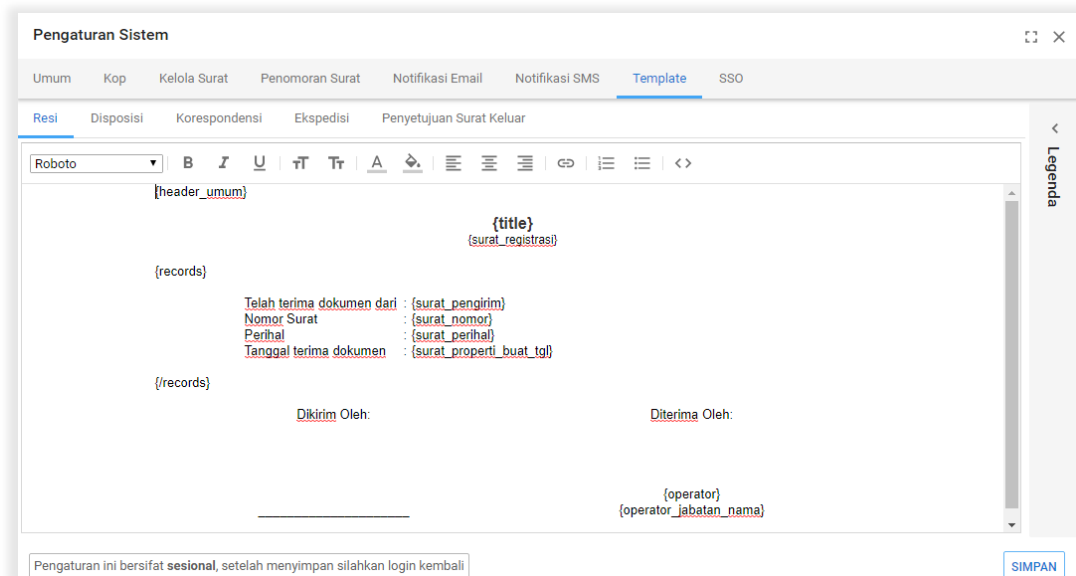 Pengaturan Sistem
Umum Kop Kelola Surat Penomoran Surat Notifikasi Email Notifikasi SMS Template SSO
Resi Disposisi Korespondensi Ekspedisi Penyetujuan Surat Keluar
Legenda
Roboto B I U TT Tr A
{header_umum}
{title}
{surat_registrasi}
{records}
Telah terima dokumen dari : {surat_pengirim}
Nomor Surat : {surat_nomor}
Perihal : {surat_perihal}
Tanggal terima dokumen : {surat_properti_buat_tgl}
{/records}
Dikirim Oleh: Diterima Oleh:
{operator}
{operator_jabatan_nama}
Pengaturan ini bersifat sesional, setelah menyimpan silahkan login kembali SIMPAN